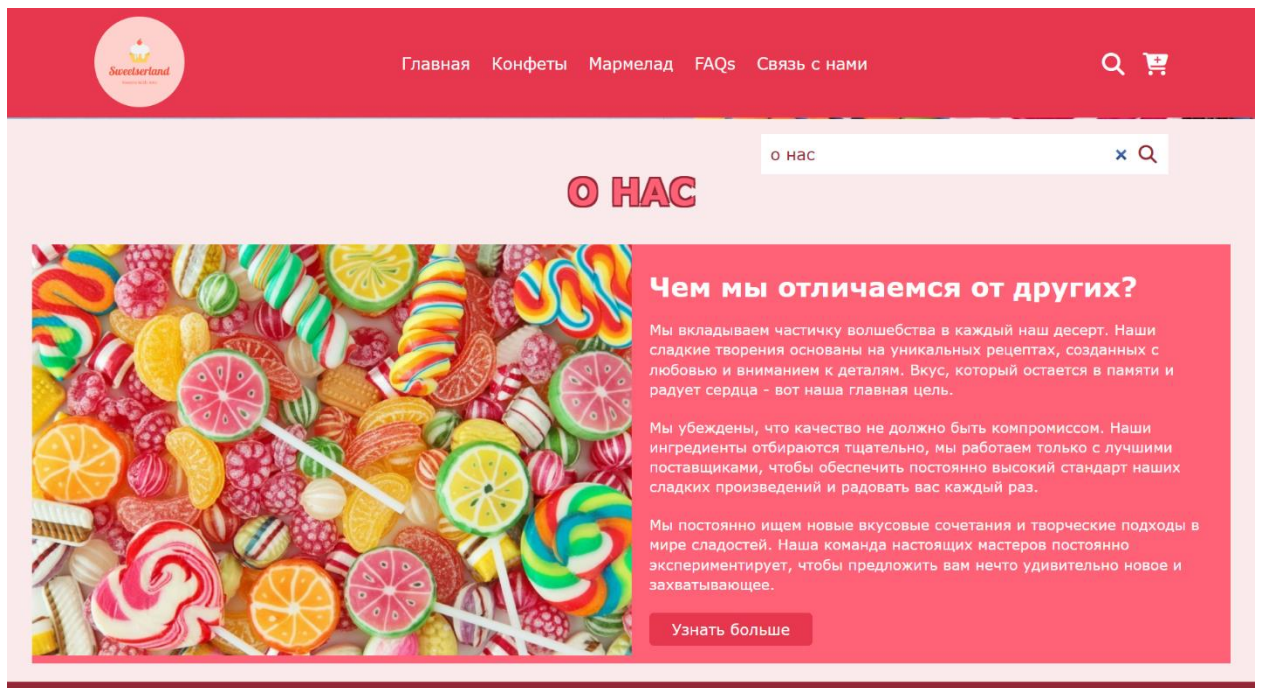 Sweetserland
Главная Конфеты Мармелад FAQs Связь с нами
о нас
О НАС
Чем мы отличаемся от других?
Мы вкладываем частичку волшебства в каждый наш десерт. Наши
сладкие творения основаны на уникальных рецептах, созданных с
любовью и вниманием к деталям. Вкус, который остается в памяти и
радует сердца - вот наша главная цель.
Мы убеждены, что качество не должно быть компромиссом. Наши
ингредиенты отбираются тщательно, мы работаем только с лучшими
поставщиками, чтобы обеспечить постоянно высокий стандарт наших
сладких произведений и радовать вас каждый раз.
Мы постоянно ищем новые вкусовые сочетания и творческие подходы в
мире сладостей. Наша команда настоящих мастеров постоянно
экспериментирует, чтобы предложить вам нечто удивительно новое и
захватывающее.
Узнать больше